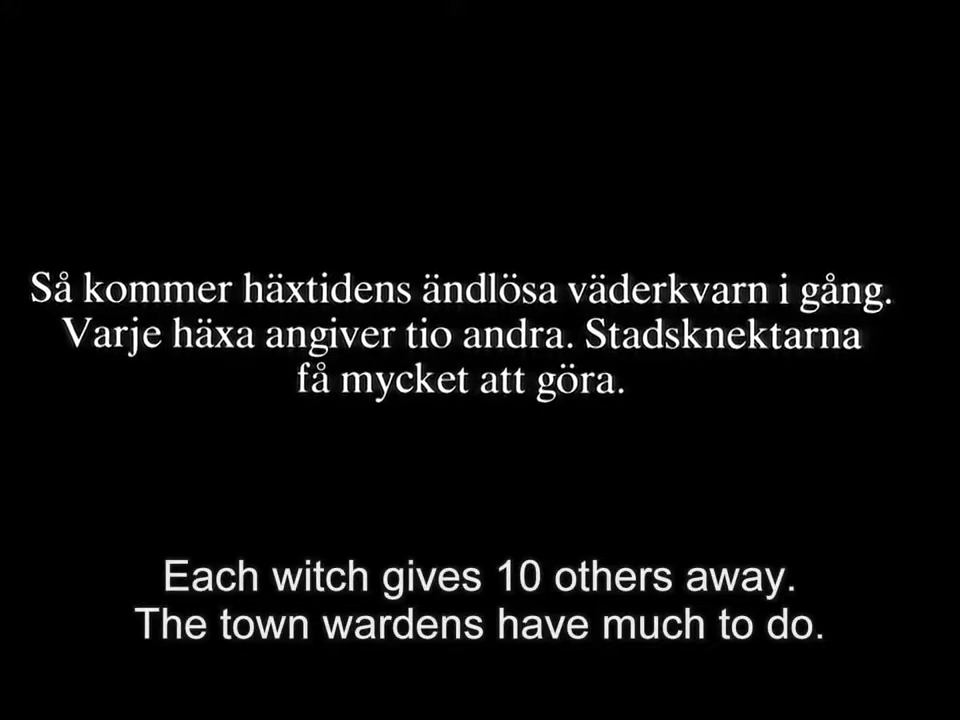 Så kommer häxtidens ändlösa väderkvarn i gång.
Varje häxa angiver tio andra. Stadsknektarna
få mycket att göra.
Each witch gives 10 others away.
The town wardens have much to do.